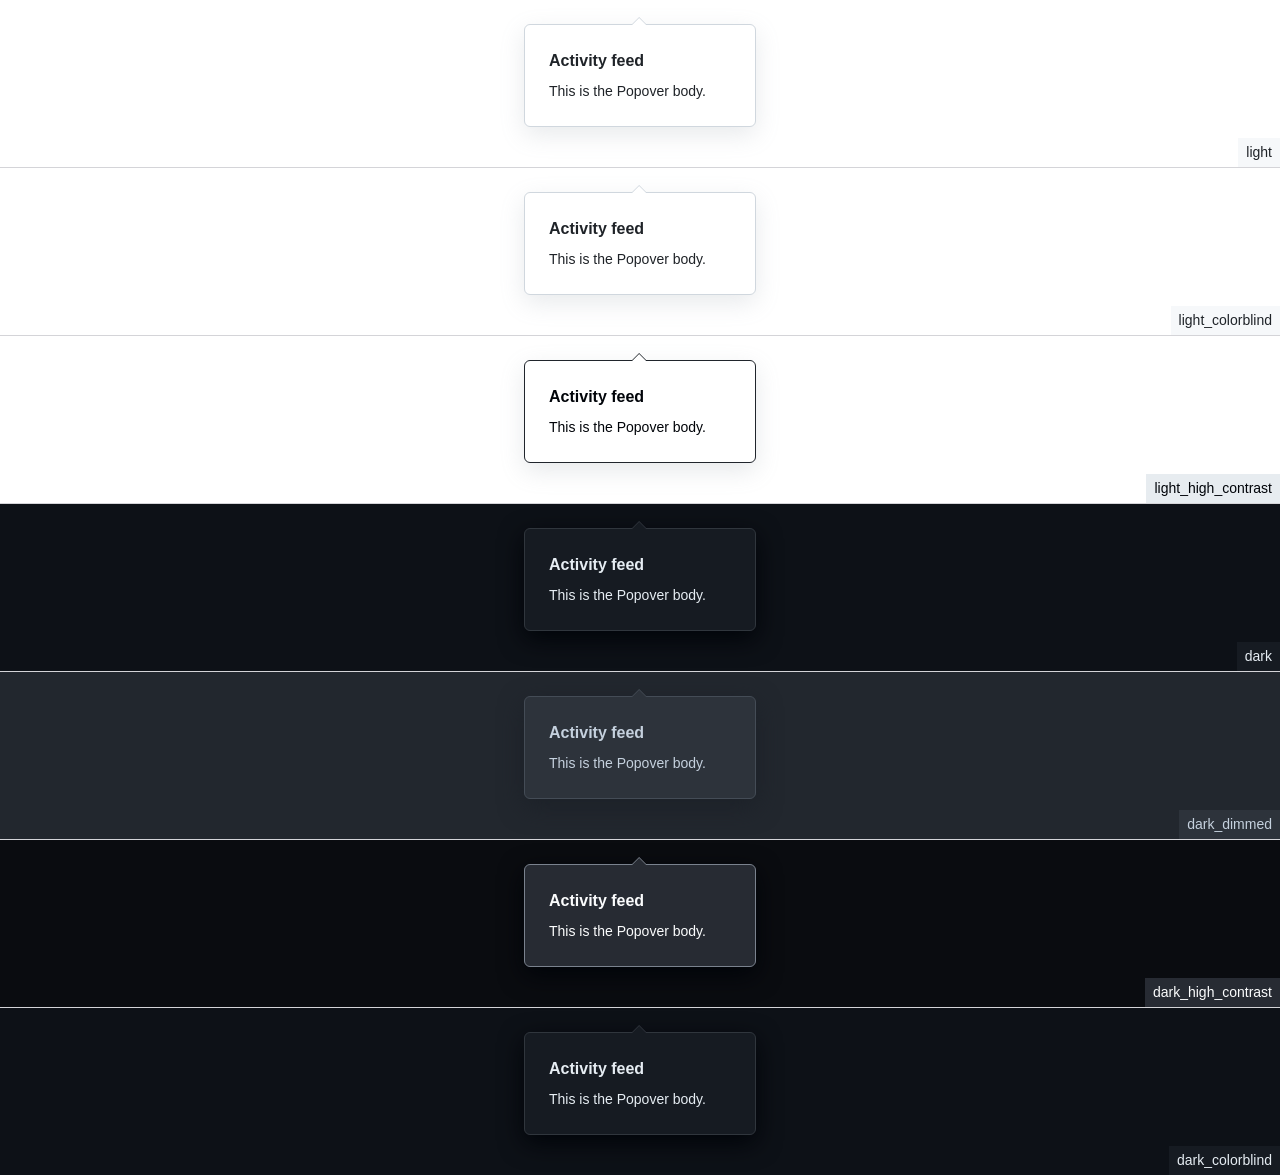 Activity feed
This is the Popover body.
light
Activity feed
This is the Popover body.
light_colorblind
Activity feed
This is the Popover body.
light_high_contrast
Activity feed
This is the Popover body.
dark
Activity feed
This is the Popover body.
dark_dimmed
Activity feed
This is the Popover body.
dark_high_contrast
Activity feed
This is the Popover body.
dark_colorblind